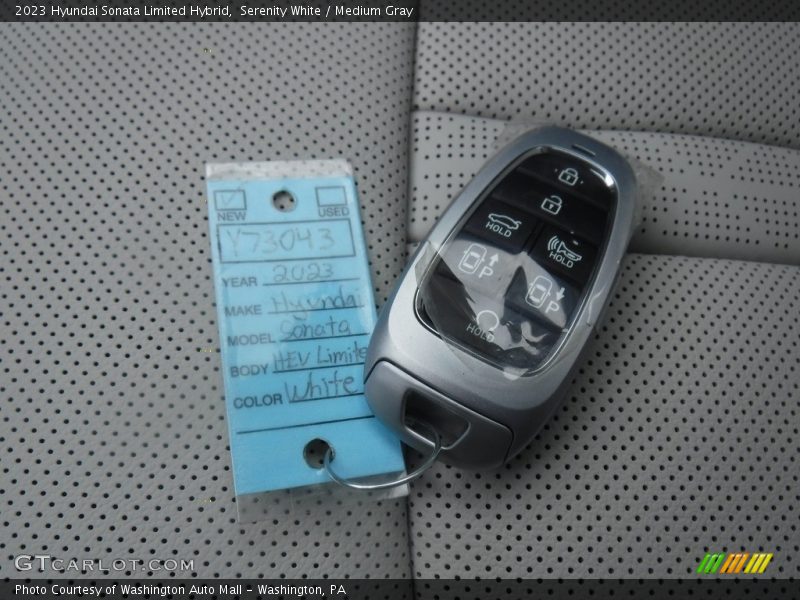 2023 Hyundai Sonata Limited Hybrid, Serenity White / Medium Gray
NEW USED
Y73043
YEAR 2023
MAKE Hyundai
MODEL Sonata
BODY HEV Limite
COLOR White
HOLD
HOLD
P
P
HOLD
GTCARLOT.COM
Photo Courtesy of Washington Auto Mall - Washington, PA